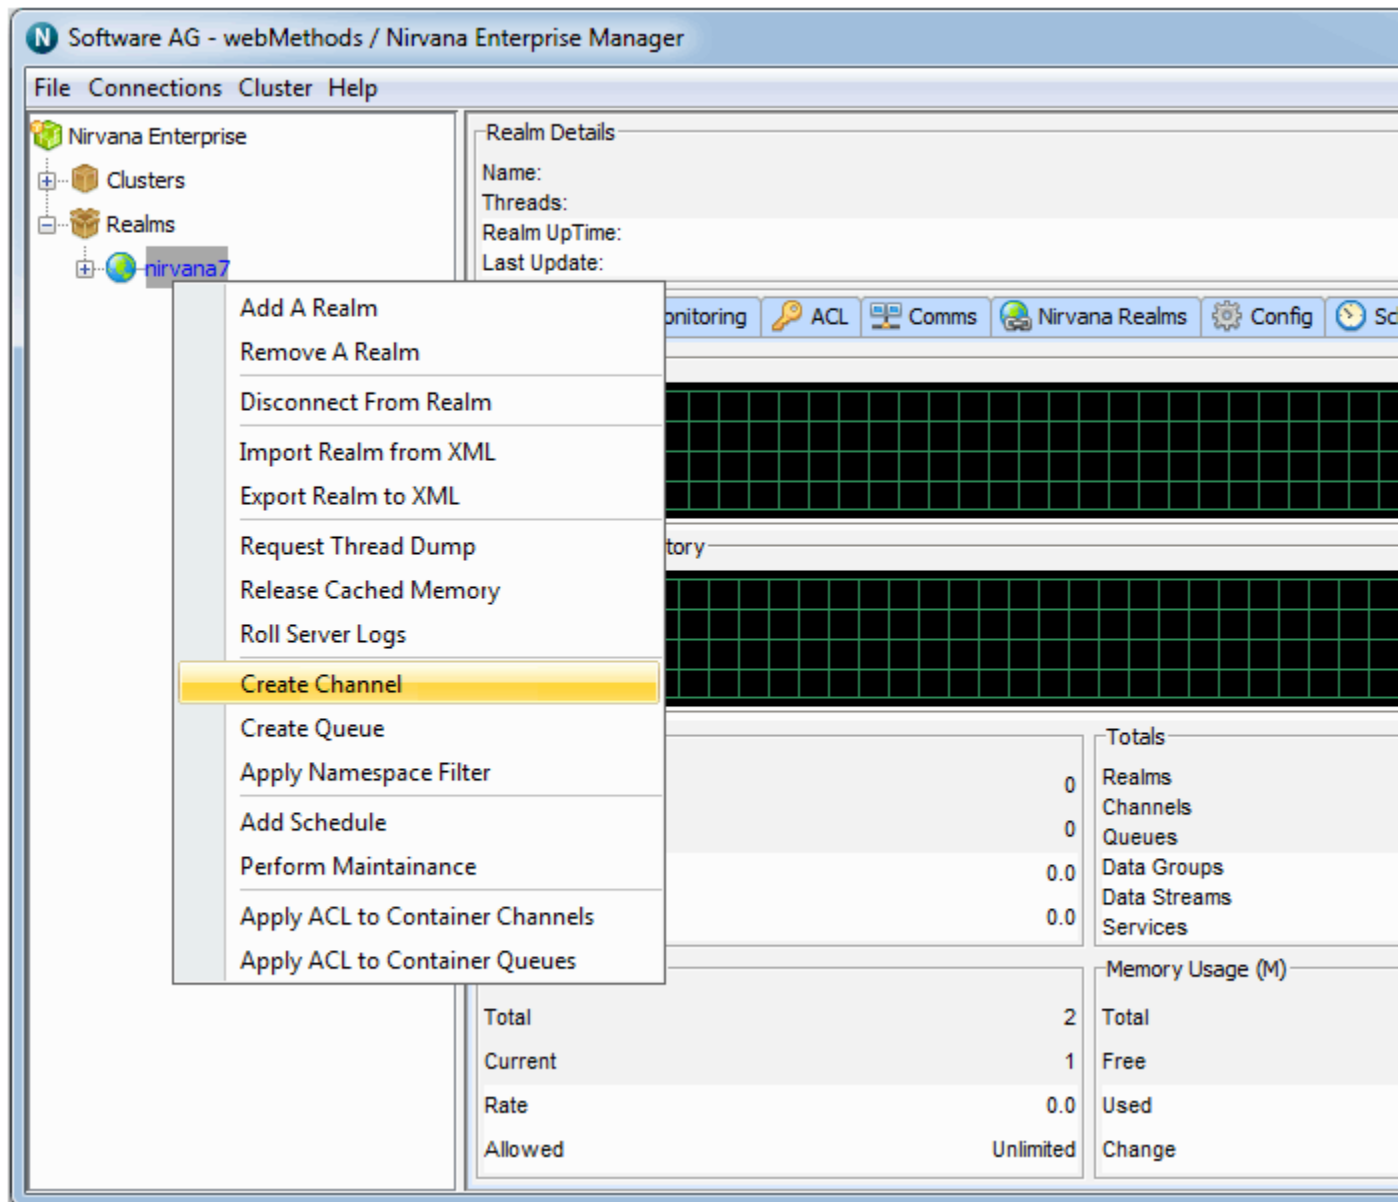 Software AG - webMethods / Nirvana Enterprise Manager
File Connections Cluster Help
Nirvana Enterprise
Clusters
Realms
nirvana7
Add A Realm
Remove A Realm
Disconnect From Realm
Import Realm from XML
Export Realm to XML
Request Thread Dump
Release Cached Memory
Roll Server Logs
Create Channel
Create Queue
Apply Namespace Filter
Add Schedule
Perform Maintainance
Apply ACL to Container Channels
Apply ACL to Container Queues
Realm Details
Name:
Threads:
Realm UpTime:
Last Update:
onitoring ACL Comms Nirvana Realms Config Sc
tory
0
0
0.0
0.0
Totals
Realms
Channels
Queues
Data Groups
Data Streams
Services
Total 2
Current 1
Rate 0.0
Allowed Unlimited
Memory Usage (M)
Total
Free
Used
Change